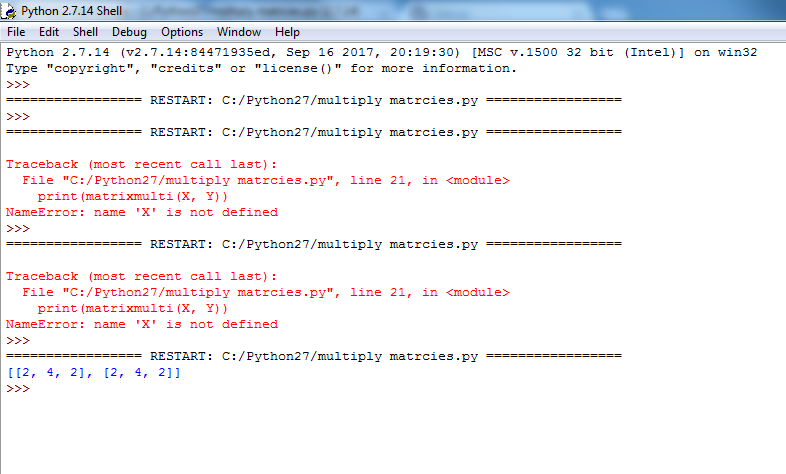 Python 2.7.14 Shell
File Edit Shell Debug Options Window Help
Python 2.7.14 (v2.7.14:84471935ed, Sep 16 2017, 20:19:30) [MSC v.1500 32 bit (Intel)] on win32
Type "copyright", "credits" or "license()" for more information.
>>>
================= RESTART: C:/Python27/multiply matrcies.py =================
>>>
================= RESTART: C:/Python27/multiply matrcies.py =================
Traceback (most recent call last):
  File "C:/Python27/multiply matrcies.py", line 21, in <module>
    print(matrixmulti(X, Y))
NameError: name 'X' is not defined
>>>
================= RESTART: C:/Python27/multiply matrcies.py =================
Traceback (most recent call last):
  File "C:/Python27/multiply matrcies.py", line 21, in <module>
    print(matrixmulti(X, Y))
NameError: name 'X' is not defined
>>>
================= RESTART: C:/Python27/multiply matrcies.py =================
[[2, 4, 2], [2, 4, 2]]
>>>